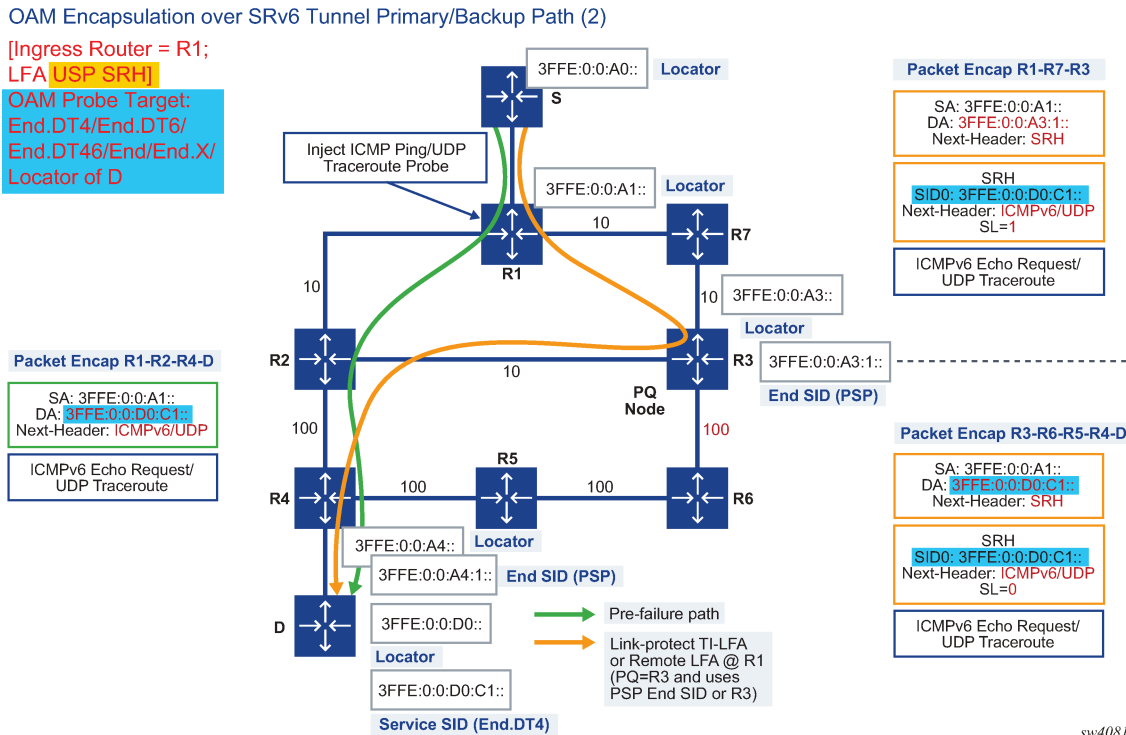 OAM Encapsulation over SRv6 Tunnel Primary/Backup Path (2)
[Ingress Router = R1;
LFA USP SRH]
OAM Probe Target:
End.DT4/End.DT6/
End.DT46/End/End.X/
Locator of D
3FFE:0:0:A0::
Locator
S
Inject ICMP Ping/UDP
Traceroute Probe
3FFE:0:0:A1::
Locator
10
R7
R1
10
10
3FFE:0:0:A3::
Locator
R2
10
R3
3FFE:0:0:A3:1::
End SID (PSP)
PQ
Node
100
100
R5
R4
100
100
R6
3FFE:0:0:A4::
Locator
3FFE:0:0:A4:1::
End SID (PSP)
D
3FFE:0:0:D0::
Locator
3FFE:0:0:D0:C1::
Service SID (End.DT4)
Pre-failure path
Link-protect TI-LFA
or Remote LFA @ R1
(PQ=R3 and uses
PSP End SID or R3)
Packet Encap R1-R2-R4-D
SA: 3FFE:0:0:A1::
DA: 3FFE:0:0:D0:C1::
Next-Header: ICMPv6/UDP
ICMPv6 Echo Request/
UDP Traceroute
Packet Encap R1-R7-R3
SA: 3FFE:0:0:A1::
DA: 3FFE:0:0:A3:1::
Next-Header: SRH
SRH
SID0: 3FFE:0:0:D0:C1::
Next-Header: ICMPv6/UDP
SL=1
ICMPv6 Echo Request/
UDP Traceroute
Packet Encap R3-R6-R5-R4-D
SA: 3FFE:0:0:A1::
DA: 3FFE:0:0:D0:C1::
Next-Header: SRH
SRH
SID0: 3FFE:0:0:D0:C1::
Next-Header: ICMPv6/UDP
SL=0
ICMPv6 Echo Request/
UDP Traceroute
sw4081